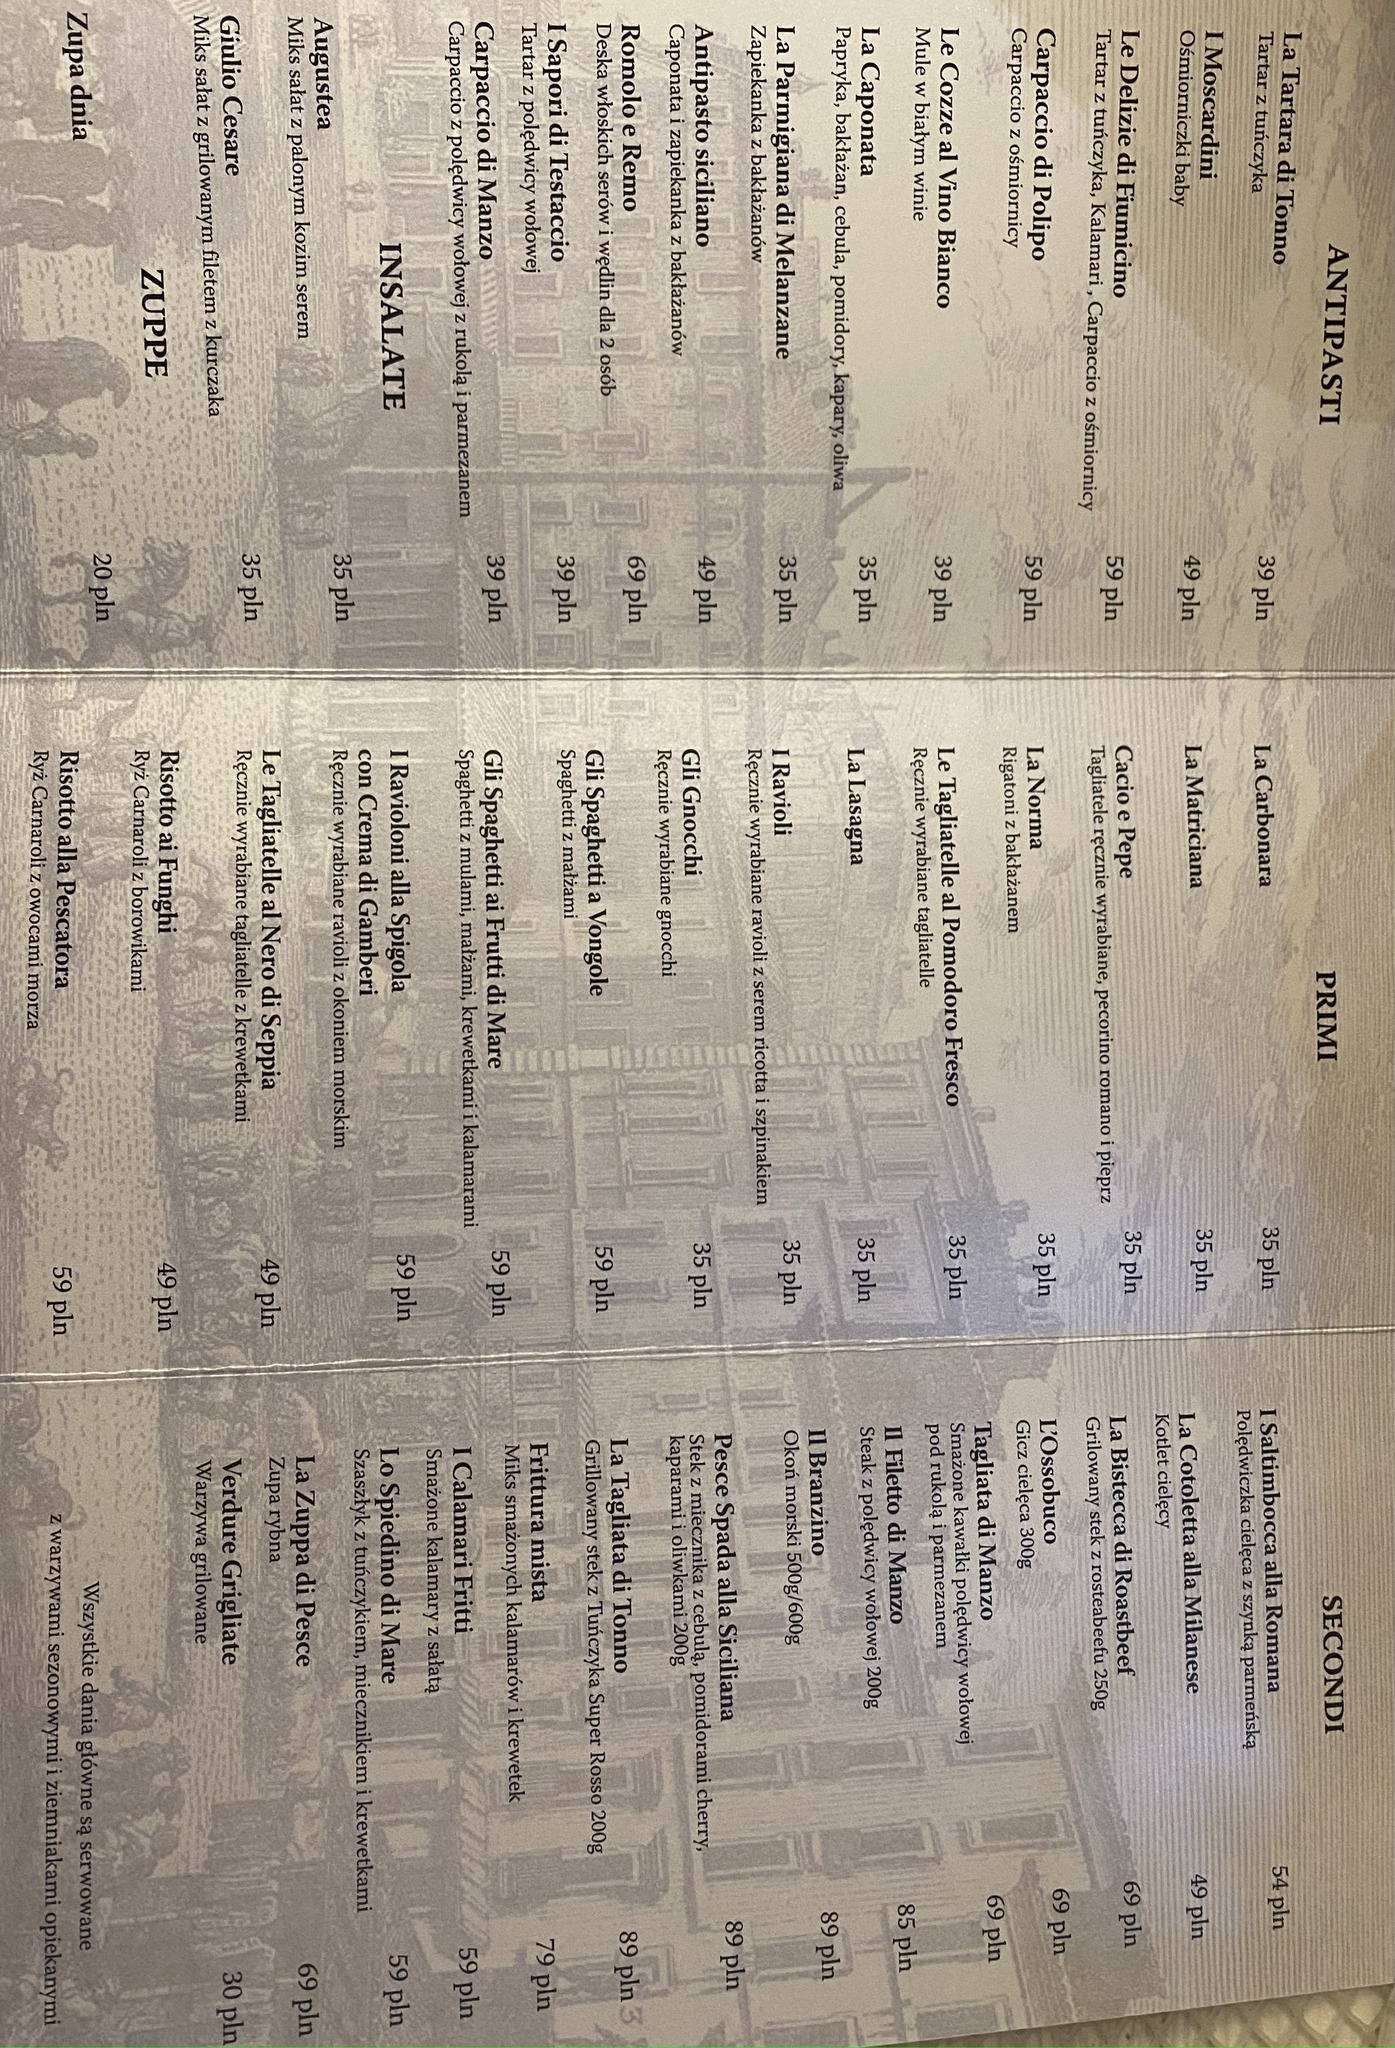 ANTIPASTI
La Tartara di Tonno 39 pln
Tartar z tuńczyka
I Moscardini 49 pln
Ośmiorniczki baby
Le Delizie di Fiumicino 59 pln
Tartar z tuńczyka, Kalamari , Carpaccio z ośmiornicy
Carpaccio di Polipo 59 pln
Carpaccio z ośmiornicy
Le Cozze al Vino Bianco 39 pln
Mule w białym winie
La Caponata 35 pln
Papryka, bakłażan, cebula, pomidory, kapary, oliwa
La Parmigiana di Melanzane 35 pln
Zapiekanka z bakłażanów
Antipasto siciliano 49 pln
Caponata i zapiekanka z bakłażanów
Romolo e Remo 69 pln
Deska włoskich serów i wędlin dla 2 osób
I Sapori di Testaccio 39 pln
Tartar z polędwicy wołowej
Carpaccio di Manzo 39 pln
Carpaccio z polędwicy wołowej z rukolą i parmezanem
INSALATE
Augustea 35 pln
Miks sałat z palonym kozim serem
Giulio Cesare 35 pln
Miks sałat z grilowanym filetem z kurczaka
ZUPPE
Zupa dnia 20 pln
PRIMI
La Carbonara 35 pln
La Matriciana 35 pln
Cacio e Pepe 35 pln
Tagliatele ręcznie wyrabiane, pecorino romano i pieprz
La Norma 35 pln
Rigatoni z bakłażanem
Le Tagliatelle al Pomodoro Fresco 35 pln
Ręcznie wyrabiane tagliatelle
La Lasagna 35 pln
I Ravioli 35 pln
Ręcznie wyrabiane ravioli z serem ricotta i szpinakiem
Gli Gnocchi 35 pln
Ręcznie wyrabiane gnocchi
Gli Spaghetti a Vongole 59 pln
Spaghetti z małżami
Gli Spaghetti ai Frutti di Mare 59 pln
Spaghetti z mulami, małżami, krewetkami i kalamarami
I Ravioloni alla Spigola 59 pln
con Crema di Gamberi
Ręcznie wyrabiane ravioli z okoniem morskim
Le Tagliatelle al Nero di Seppia 49 pln
Ręcznie wyrabiane tagliatelle z krewetkami
Risotto ai Funghi 49 pln
Ryż Carnaroli z borowikami
Risotto alla Pescatora 59 pln
Ryż Carnaroli z owocami morza
SECONDI
I Saltimbocca alla Romana 54 pln
Polędwiczka cielęca z szynką parmeńską
La Cotoletta alla Milanese 49 pln
Kotlet cielęcy
La Bistecca di Roastbeef 69 pln
Grilowany stek z rosteabeefu 250g
L'Ossobuco 69 pln
Gicz cielęca 300g
Tagliata di Manzo 69 pln
Smażone kawałki polędwicy wołowej
pod rukolą i parmezanem
Il Filetto di Manzo 85 pln
Steak z polędwicy wołowej 200g
Il Branzino 89 pln
Okoń morski 500g/600g
Pesce Spada alla Siciliana 89 pln
Stek z miecznika z cebulą, pomidorami cherry,
kaparami i oliwkami 200g
La Tagliata di Tonno 89 pln
Grillowany stek z Tuńczyka Super Rosso 200g
Frittura mista 79 pln
Miks smażonych kalamarów i krewetek
I Calamari Fritti 59 pln
Smażone kalamary z sałatą
Lo Spiedino di Mare 59 pln
Szaszłyk z tuńczykiem, miecznikiem i krewetkami
La Zuppa di Pesce 69 pln
Zupa rybna
Verdure Grigliate 30 pln
Warzywa grilowane
Wszystkie dania główne są serwowane
z warzywami sezonowymi i ziemniakami opiekanymi